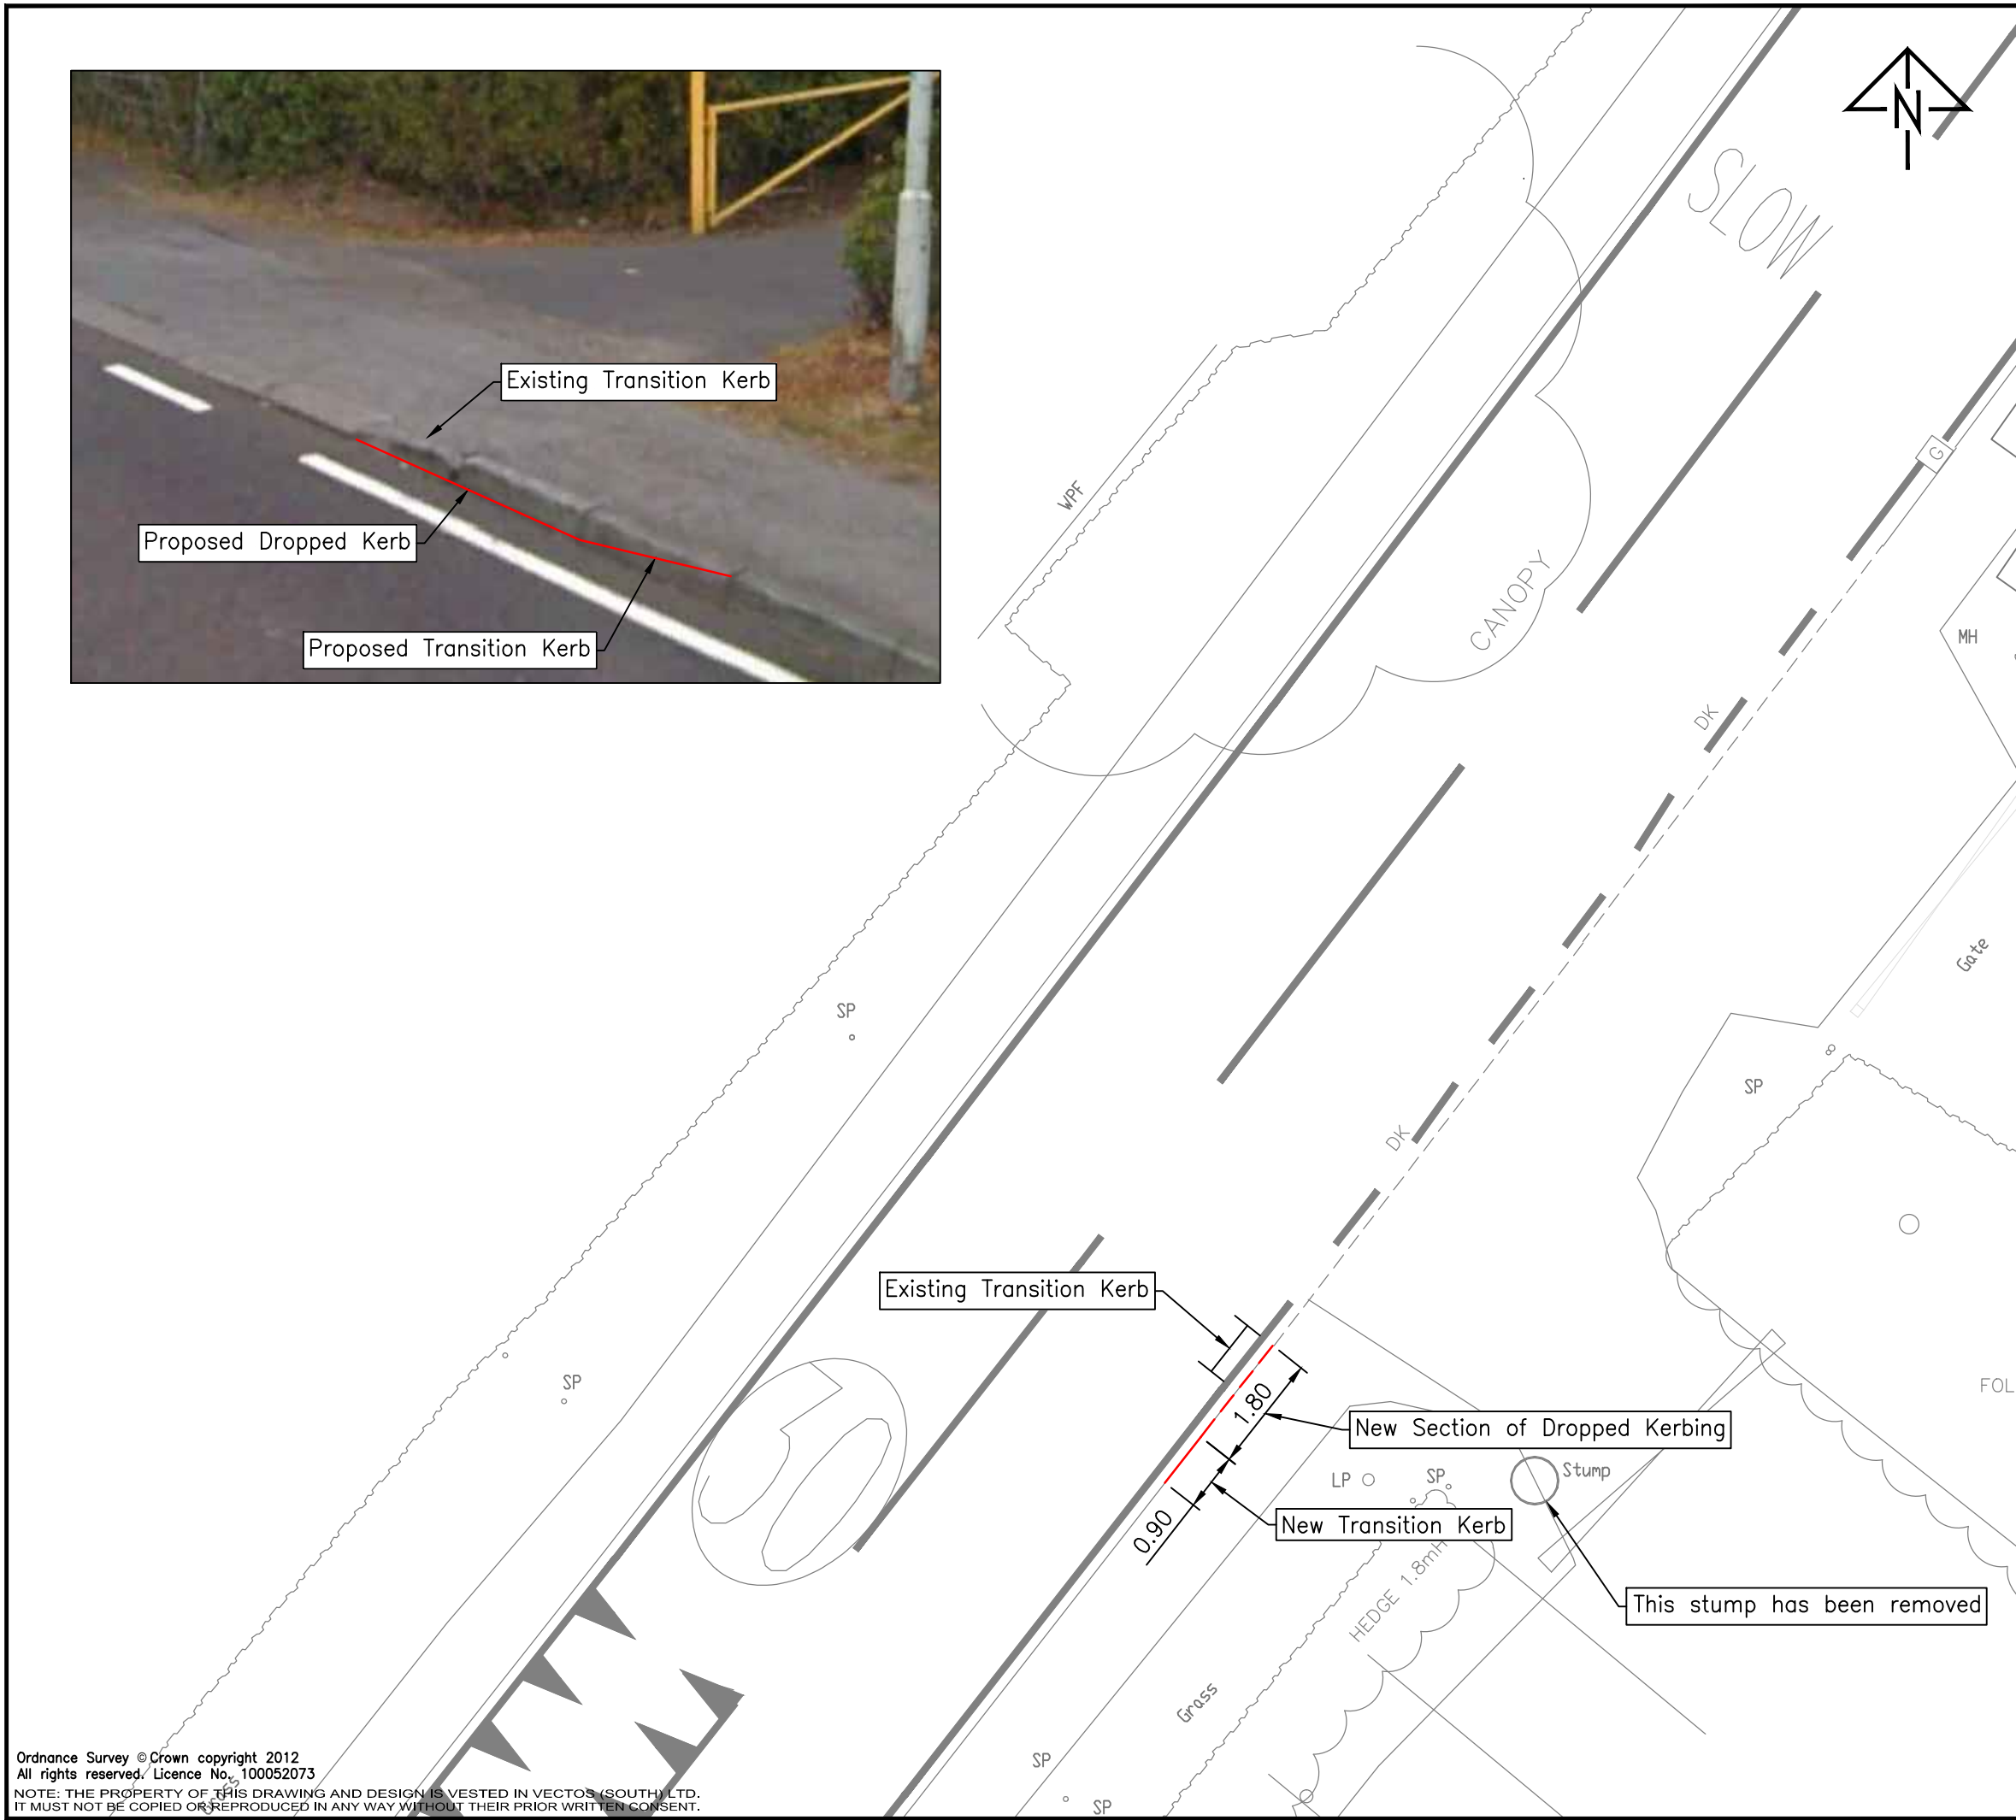 N
SLOW
Existing Transition Kerb
Proposed Dropped Kerb
Proposed Transition Kerb
WPF
G
CANOPY
MH
DK
Gate
SP
SP
DK
Existing Transition Kerb
SP
1.80
New Section of Dropped Kerbing
FOL
LP
SP
Stump
0.90
New Transition Kerb
HEDGE 1.8mH
This stump has been removed
Grass
SP
SP
Grass
Ordnance Survey © Crown copyright 2012
All rights reserved. Licence No. 100052073
NOTE: THE PROPERTY OF THIS DRAWING AND DESIGN IS VESTED IN VECTOS (SOUTH) LTD.
IT MUST NOT BE COPIED OR REPRODUCED IN ANY WAY WITHOUT THEIR PRIOR WRITTEN CONSENT.